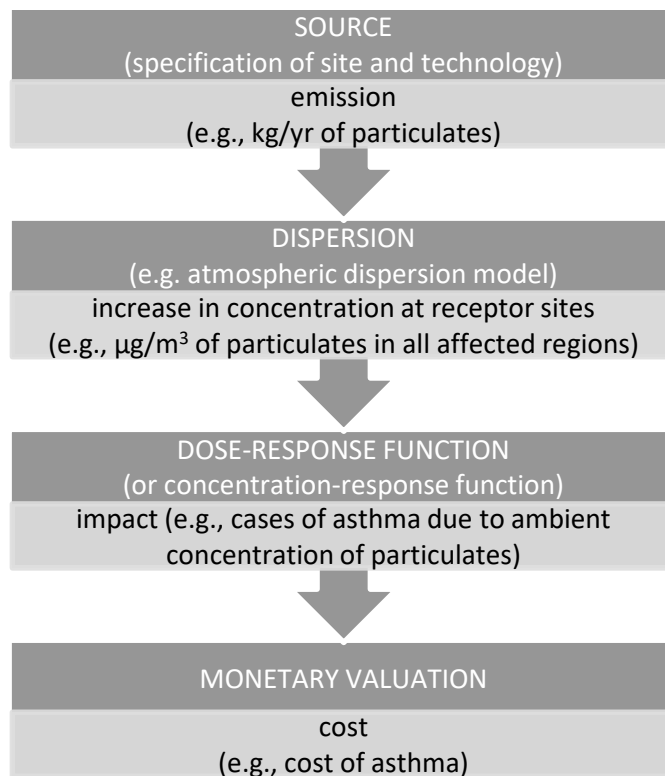 SOURCE
(specification of site and technology)
emission
(e.g., kg/yr of particulates)
DISPERSION
(e.g. atmospheric dispersion model)
increase in concentration at receptor sites
(e.g., µg/m³ of particulates in all affected regions)
DOSE-RESPONSE FUNCTION
(or concentration-response function)
impact (e.g., cases of asthma due to ambient
concentration of particulates)
MONETARY VALUATION
cost
(e.g., cost of asthma)